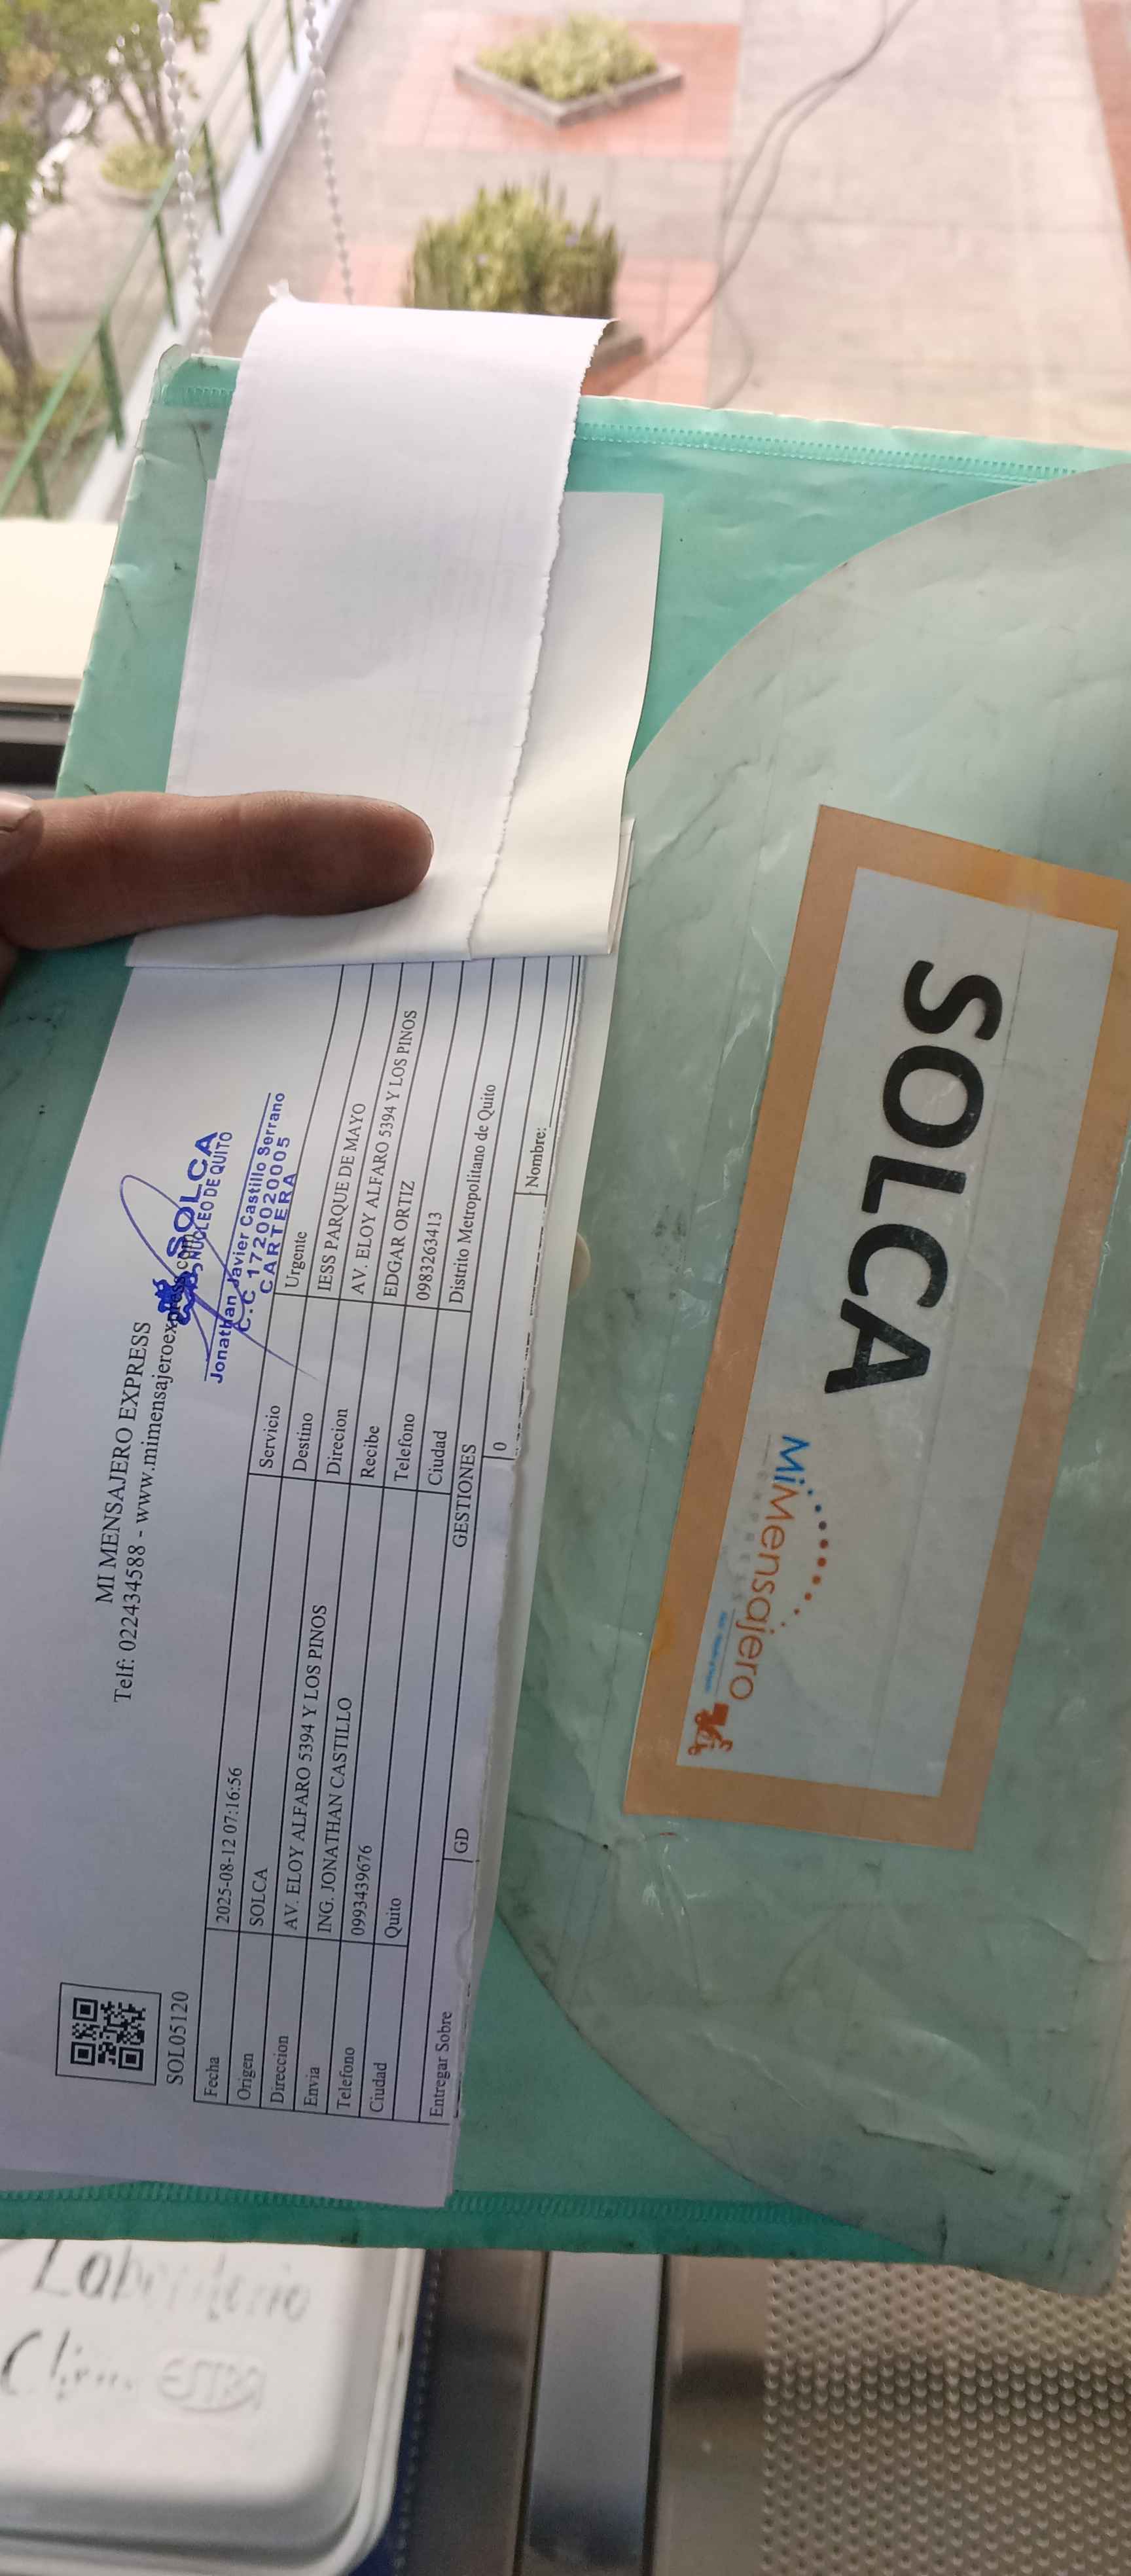 MI MENSAJERO EXPRESS
Telf: 022434588 - www.mimensajeroexpress.com
SOLCA
NÚCLEO DE QUITO
Jonathan Javier Castillo Serrano
C.C 1720020005
CARTERA
SOL05120
Fecha 2025-08-12 07:16:56 Servicio Urgente
Origen SOLCA Destino IESS PARQUE DE MAYO
Direccion AV. ELOY ALFARO 5394 Y LOS PINOS Direcion AV. ELOY ALFARO 5394 Y LOS PINOS
Envia ING. JONATHAN CASTILLO Recibe EDGAR ORTIZ
Telefono 0993439676 Telefono 0983263413
Ciudad Quito Ciudad Distrito Metropolitano de Quito
GESTIONES
Entregar Sobre GD 0
Nombre:
SOLCA
MiMensajero
EXPRESS
Laboratorio